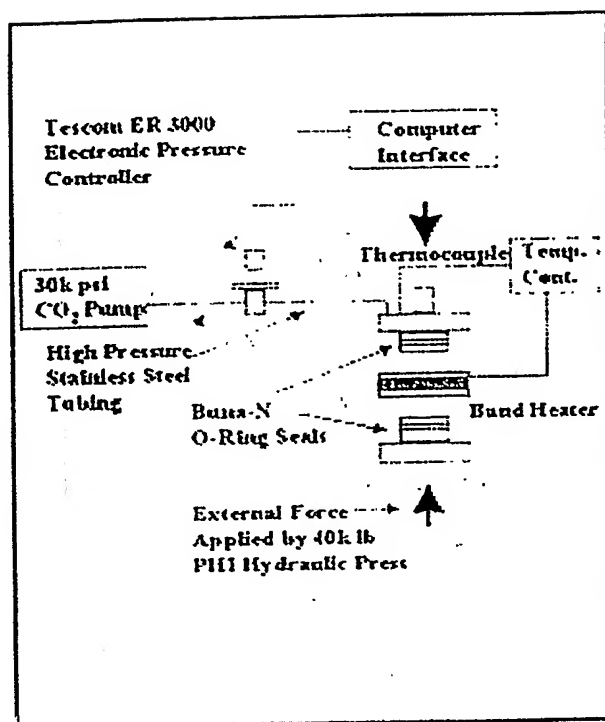 Tescom ER 3000
Electronic Pressure
Controller
Computer
Interface
Thermocouple
Temp.
Cont.
30k psi
CO₂ Pump
High Pressure
Stainless Steel
Tubing
Buna-N
O-Ring Seals
Band Heater
External Force
Applied by 40k lb
PHI Hydraulic Press